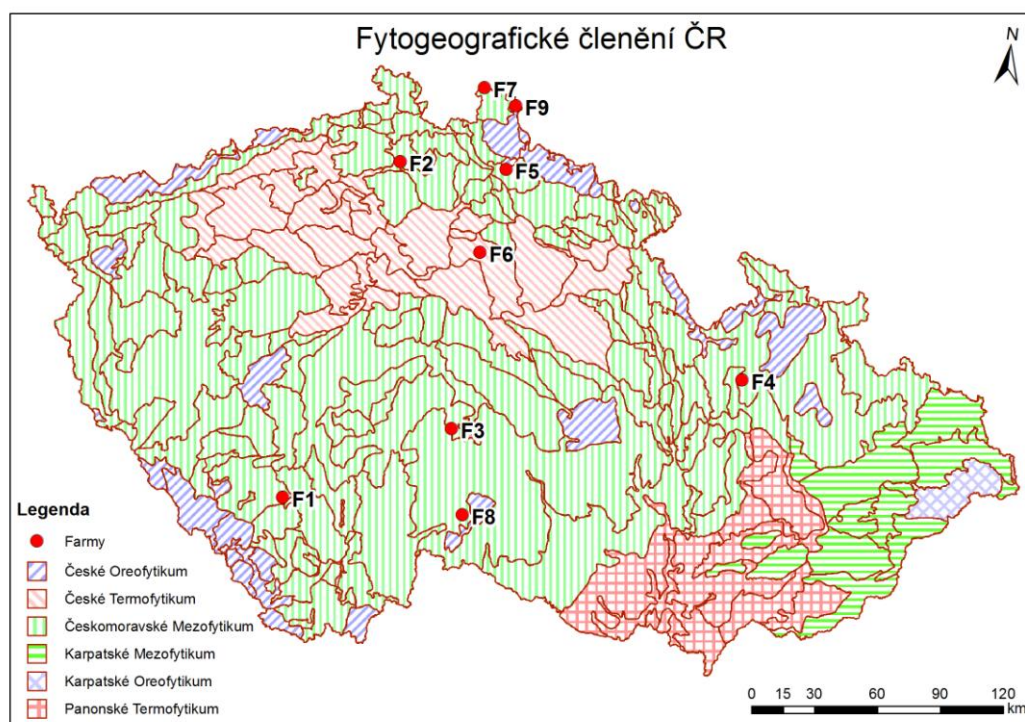 Fytogeografické členění ČR
N
F7
F9
F2
F5
F6
F4
F3
F1
F8
Legenda
Farmy
České Oreofytikum
České Termofytikum
Českomoravské Mezofytikum
Karpatské Mezofytikum
Karpatské Oreofytikum
Panonské Termofytikum
0 15 30 60 90 120
km